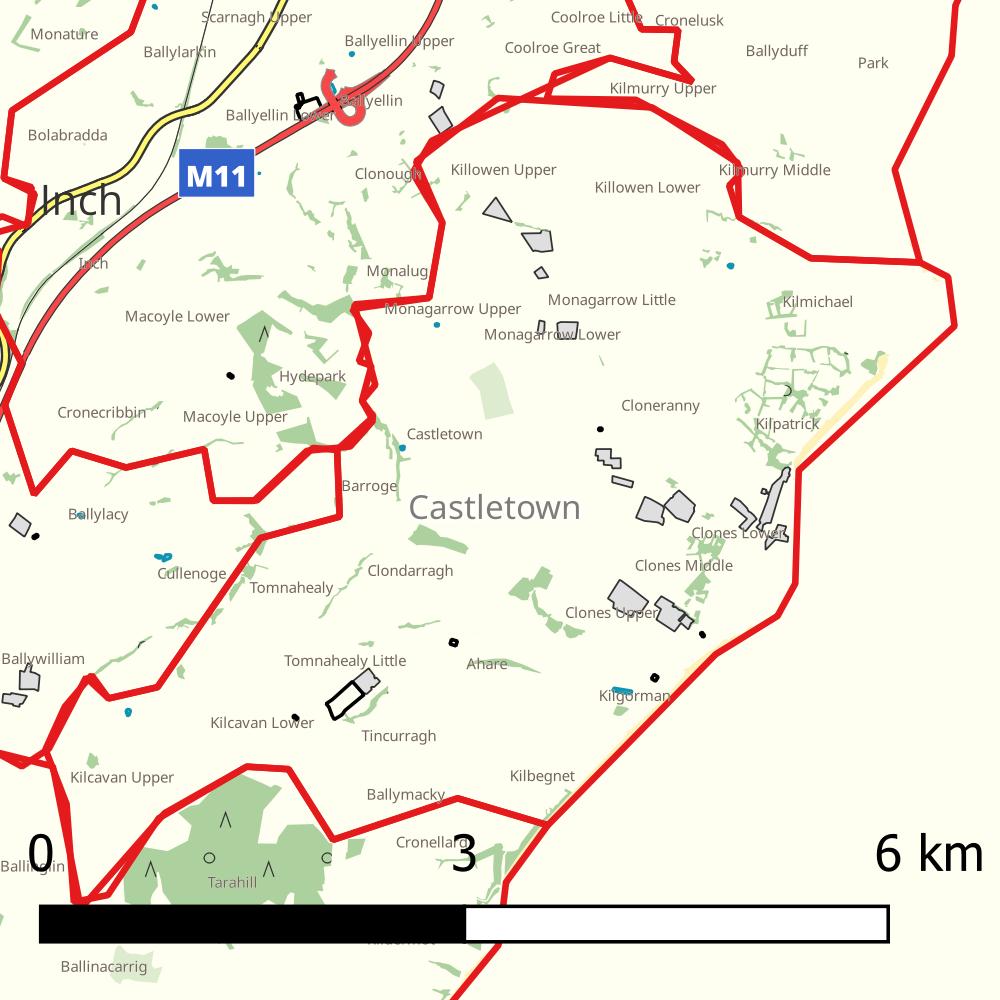 Scarnagh Upper
Coolroe Little
Cronelusk
Monature
Ballylarkin
Ballyellin Upper
Coolroe Great
Ballyduff
Park
Kilmurry Upper
Ballyellin
Ballyellin Lower
Bolabradda
M11
Clonough
Killowen Upper
Kilmurry Middle
Killowen Lower
Inch
Inch
Monalug
Macoyle Lower
Monagarrow Upper
Monagarrow Little
Kilmichael
Monagarrow Lower
Hydepark
Cronecribbin
Macoyle Upper
Cloneranny
Castletown
Kilpatrick
Barroge
Castletown
Ballylacy
Clones Lower
Cullenoge
Tomnahealy
Clondarragh
Clones Middle
Clones Upper
Ballywilliam
Tomnahealy Little
Ahare
Kilgorman
Kilcavan Lower
Tincurragh
Kilcavan Upper
Kilbegnet
Ballymacky
Cronellard
0 3 6 km
Tarahill
Ballinacarrig